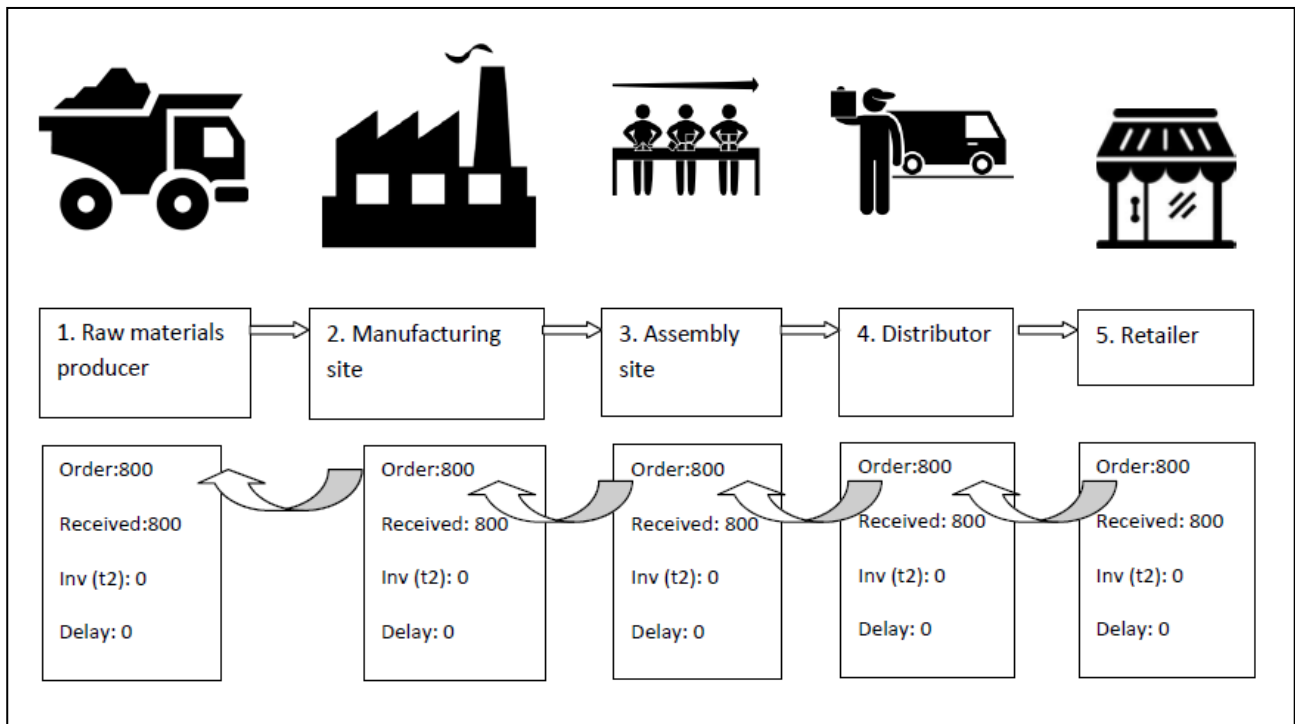 1. Raw materials
producer
2. Manufacturing
site
3. Assembly
site
4. Distributor
5. Retailer
Order:800
Received:800
Inv (t2): 0
Delay: 0
Order:800
Received: 800
Inv (t2): 0
Delay: 0
Order:800
Received: 800
Inv (t2): 0
Delay: 0
Order:800
Received: 800
Inv (t2): 0
Delay: 0
Order:800
Received: 800
Inv (t2): 0
Delay: 0